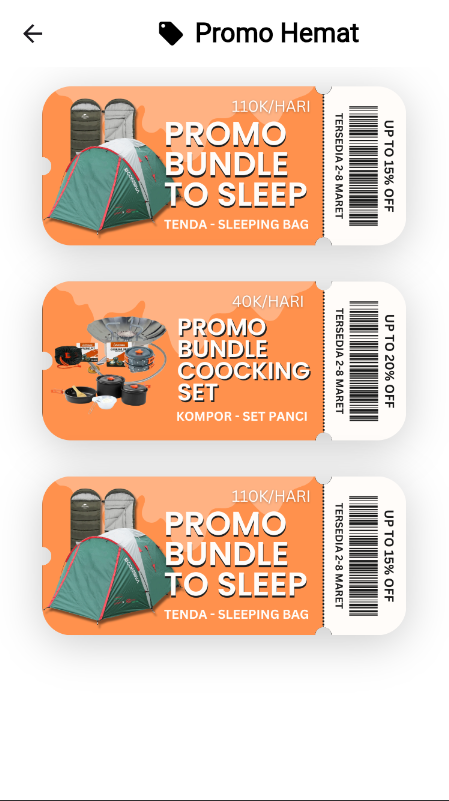 Promo Hemat
110K/HARI
PROMO
BUNDLE
TO SLEEP
TENDA - SLEEPING BAG
TERSEDIA 2-8 MARET
UP TO 15% OFF
40K/HARI
PROMO
BUNDLE
COOCKING
SET
KOMPOR - SET PANCI
TERSEDIA 2-8 MARET
UP TO 20% OFF
110K/HARI
PROMO
BUNDLE
TO SLEEP
TENDA - SLEEPING BAG
TERSEDIA 2-8 MARET
UP TO 15% OFF